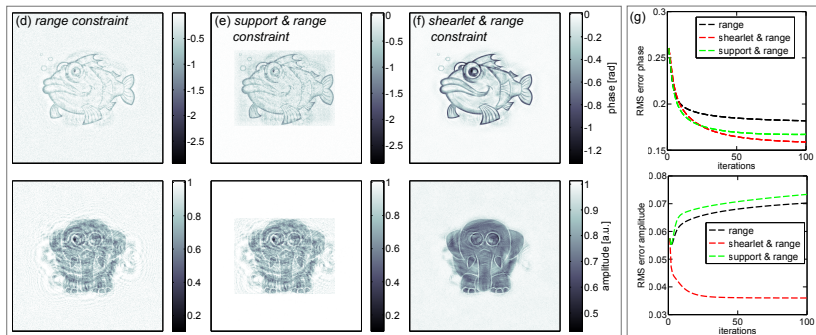 (d) range constraint
0
-0.5
-1
-1.5
-2
-2.5
(e) support & range
constraint
0
-0.5
-1
-1.5
-2
-2.5
(f) shearlet & range
constraint
0
-0.2
-0.4
-0.6
-0.8
-1
-1.2
phase [rad]
1
0.8
0.6
0.4
0.2
1
0.8
0.6
0.4
0.2
1
0.9
0.8
0.7
0.6
0.5
amplitude [a.u.]
(g)
0.3
0.25
0.2
0.15
RMS error phase
range
shearlet & range
support & range
50
100
iterations
0.08
0.07
0.06
0.05
0.04
0.03
RMS error amplitude
range
shearlet & range
support & range
0
50
100
iterations